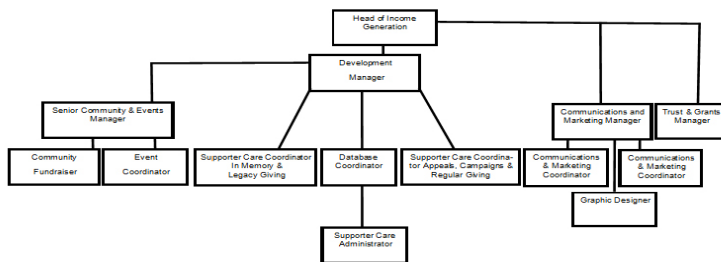 Head of Income
Generation
Development
Manager
Senior Community & Events
Manager
Communications and
Marketing Manager
Trust & Grants
Manager
Community
Fundraiser
Event
Coordinator
Supporter Care Coordinator
In Memory &
Legacy Giving
Database
Coordinator
Supporter Care Coordina-
tor Appeals, Campaigns &
Regular Giving
Communications
& Marketing
Coordinator
Communications
& Marketing
Coordinator
Graphic Designer
Supporter Care
Administrator